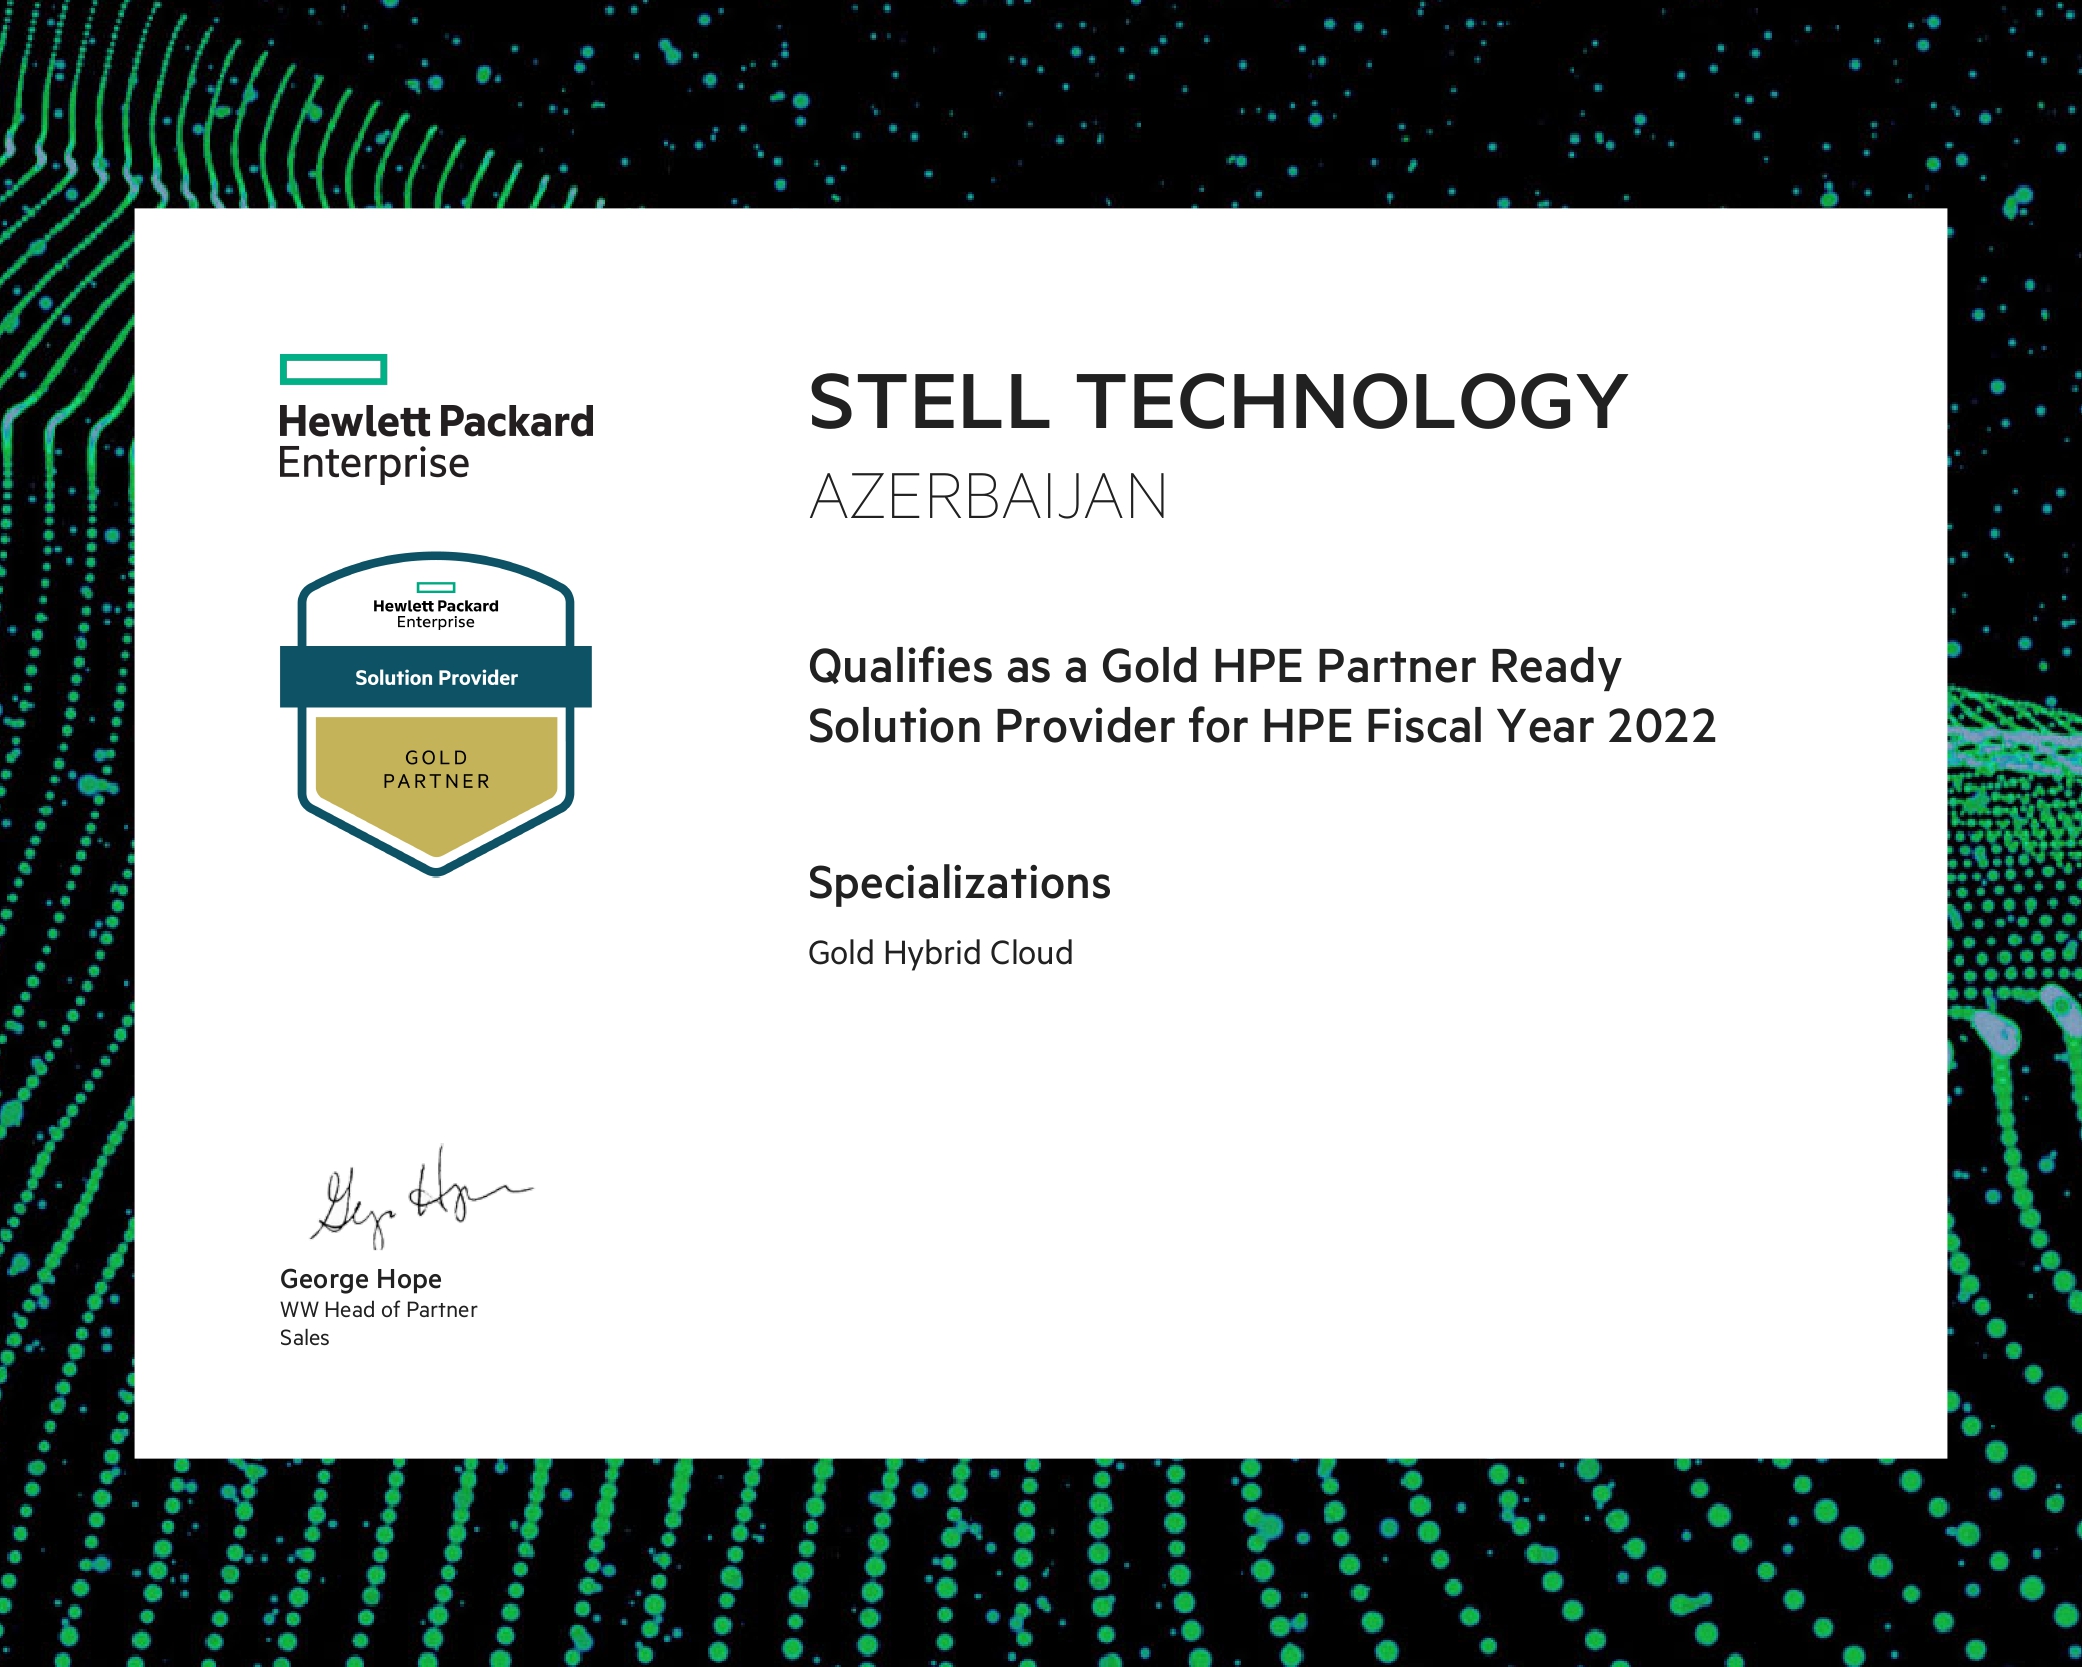 Hewlett Packard
Enterprise
Hewlett Packard
Enterprise
Solution Provider
GOLD
PARTNER
George Hope
George Hope
WW Head of Partner
Sales
STELL TECHNOLOGY
AZERBAIJAN
Qualifies as a Gold HPE Partner Ready
Solution Provider for HPE Fiscal Year 2022
Specializations
Gold Hybrid Cloud